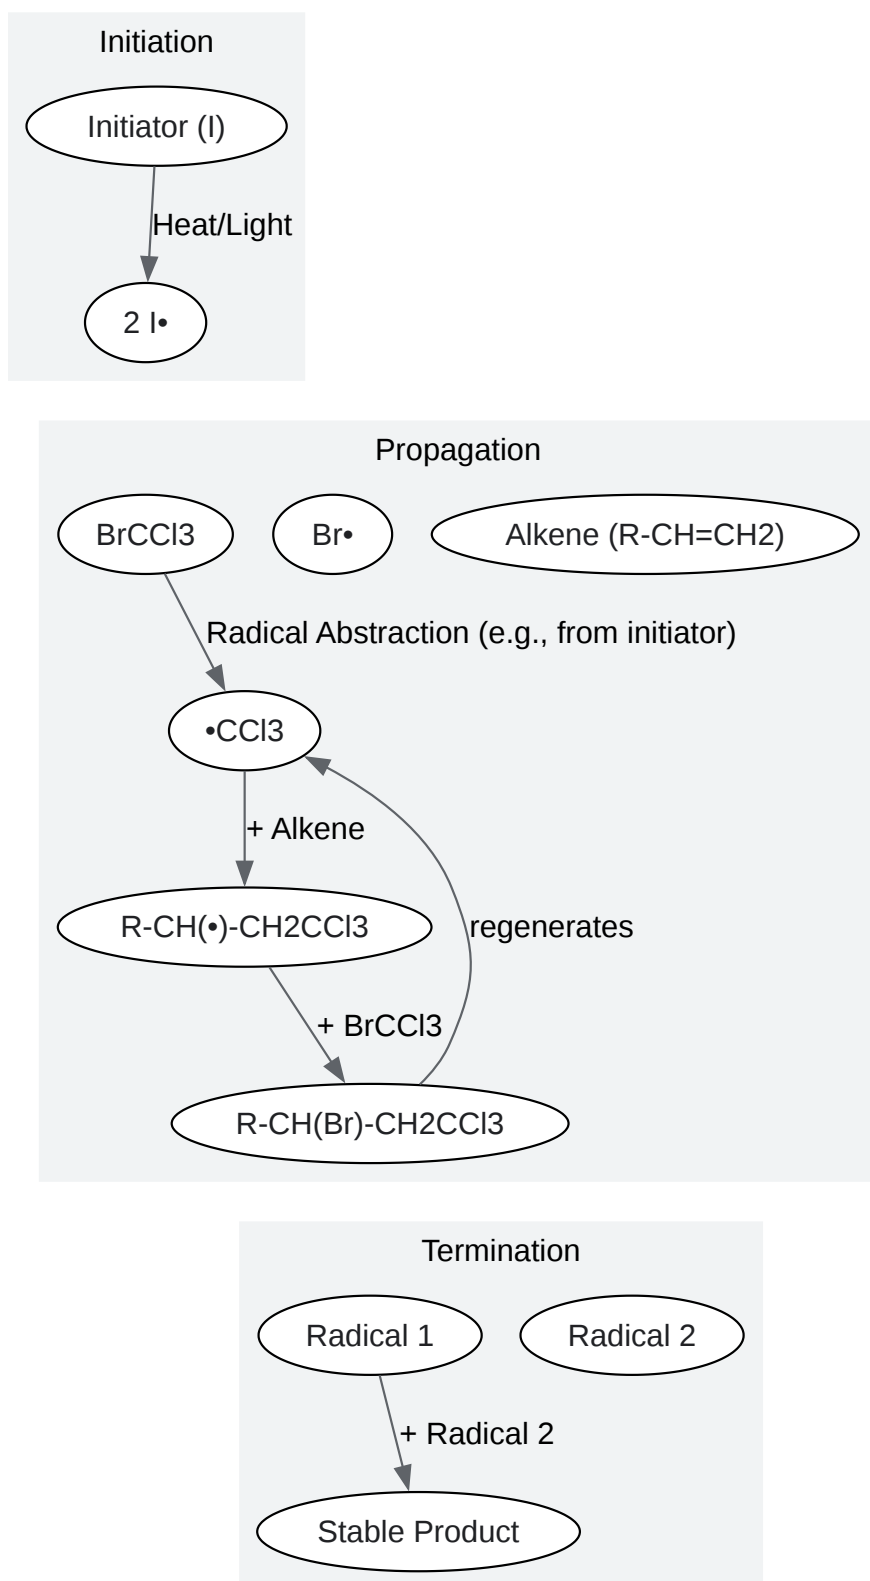 Initiation
Initiator (I)
Heat/Light
2 I•
Propagation
BrCCl3
Br•
Alkene (R-CH=CH2)
Radical Abstraction (e.g., from initiator)
•CCl3
+ Alkene
R-CH(•)-CH2CCl3
regenerates
+ BrCCl3
R-CH(Br)-CH2CCl3
Termination
Radical 1
Radical 2
+ Radical 2
Stable Product